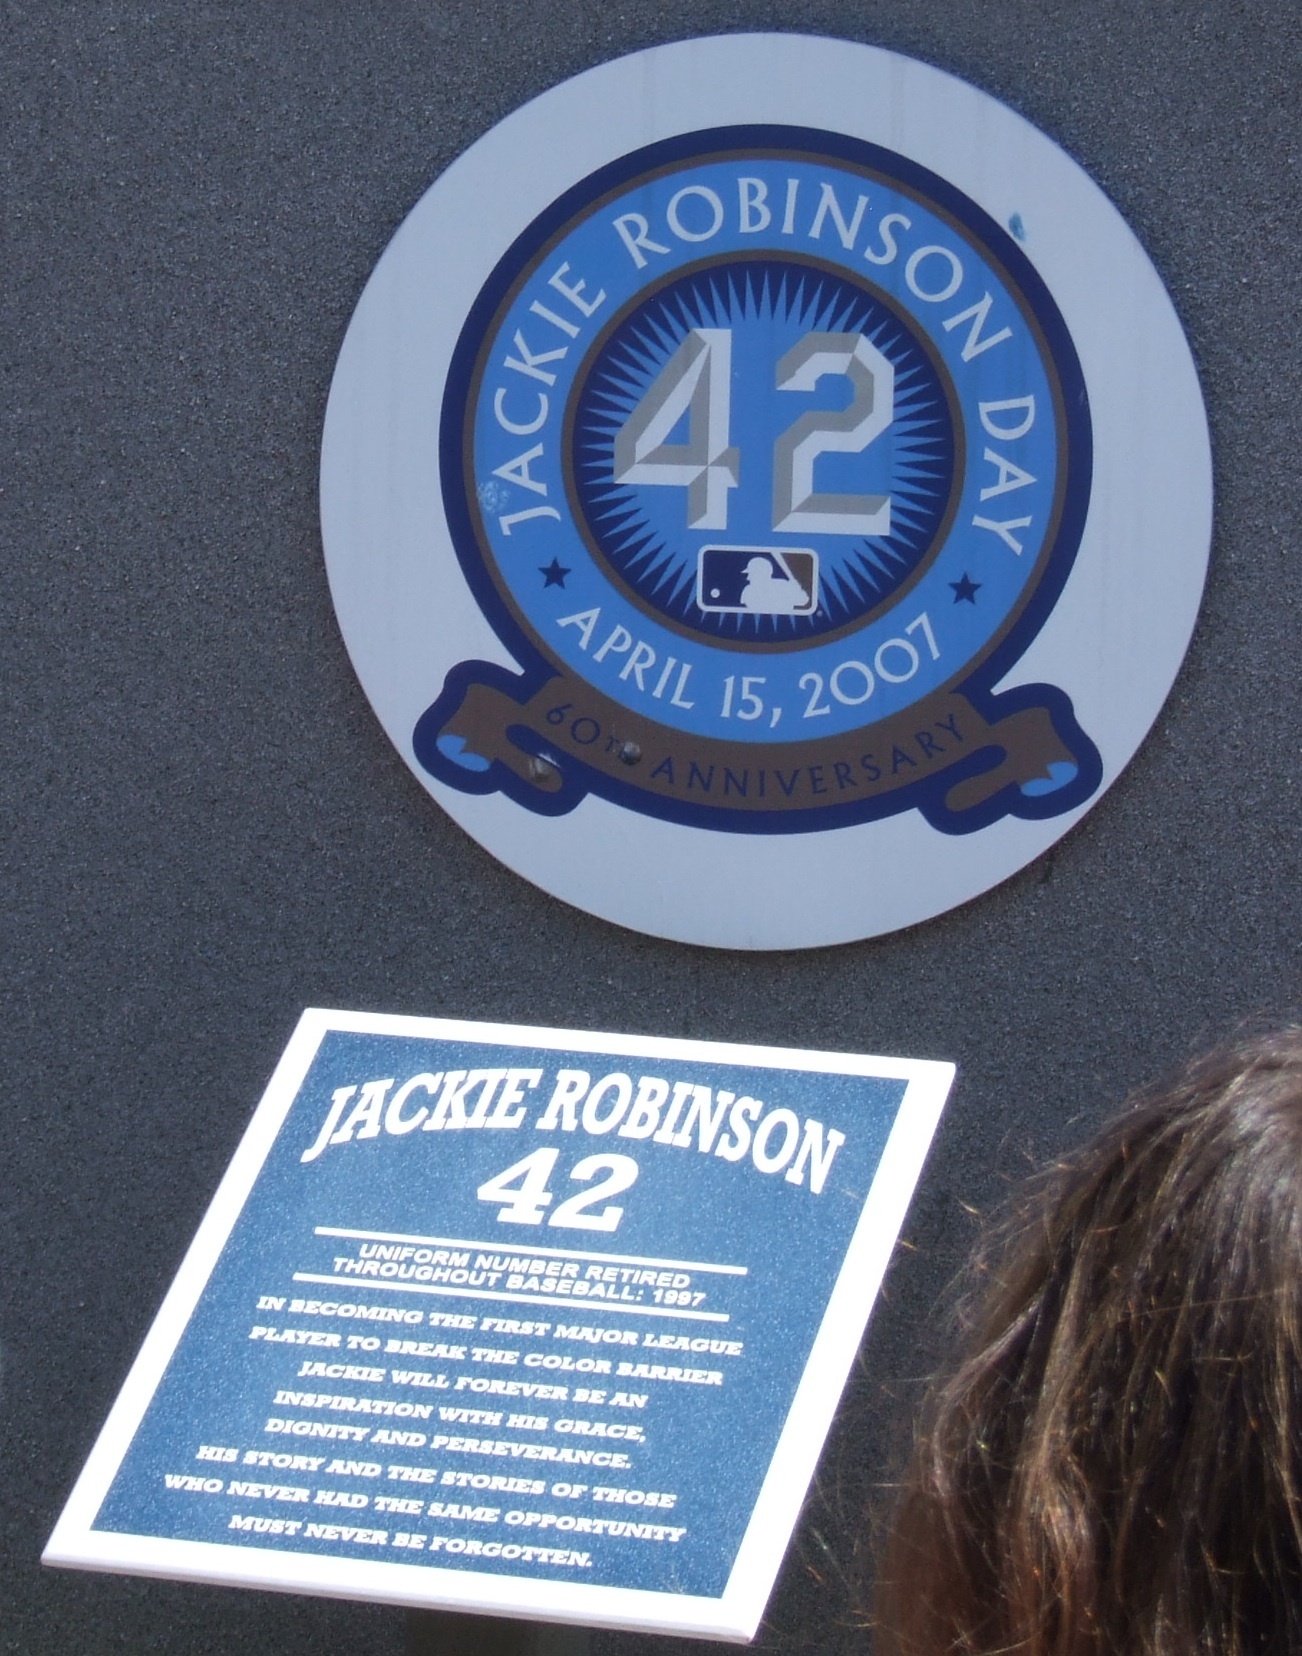 JACKIE ROBINSON DAY
42
APRIL 15, 2007
60TH ANNIVERSARY
JACKIE ROBINSON
42
UNIFORM NUMBER RETIRED
THROUGHOUT BASEBALL: 1997
IN BECOMING THE FIRST MAJOR LEAGUE
PLAYER TO BREAK THE COLOR BARRIER
JACKIE WILL FOREVER BE AN
INSPIRATION WITH HIS GRACE,
DIGNITY AND PERSEVERANCE.
HIS STORY AND THE STORIES OF THOSE
WHO NEVER HAD THE SAME OPPORTUNITY
MUST NEVER BE FORGOTTEN.